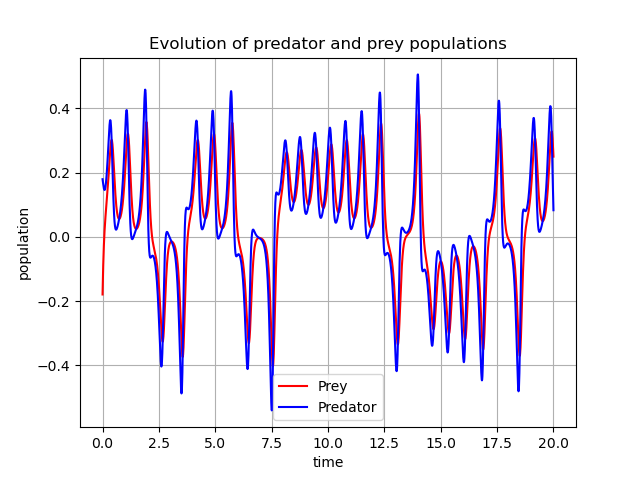 Evolution of predator and prey populations
population
0.4
0.2
0.0
−0.2
−0.4
Prey
Predator
0.0 2.5 5.0 7.5 10.0 12.5 15.0 17.5 20.0
time